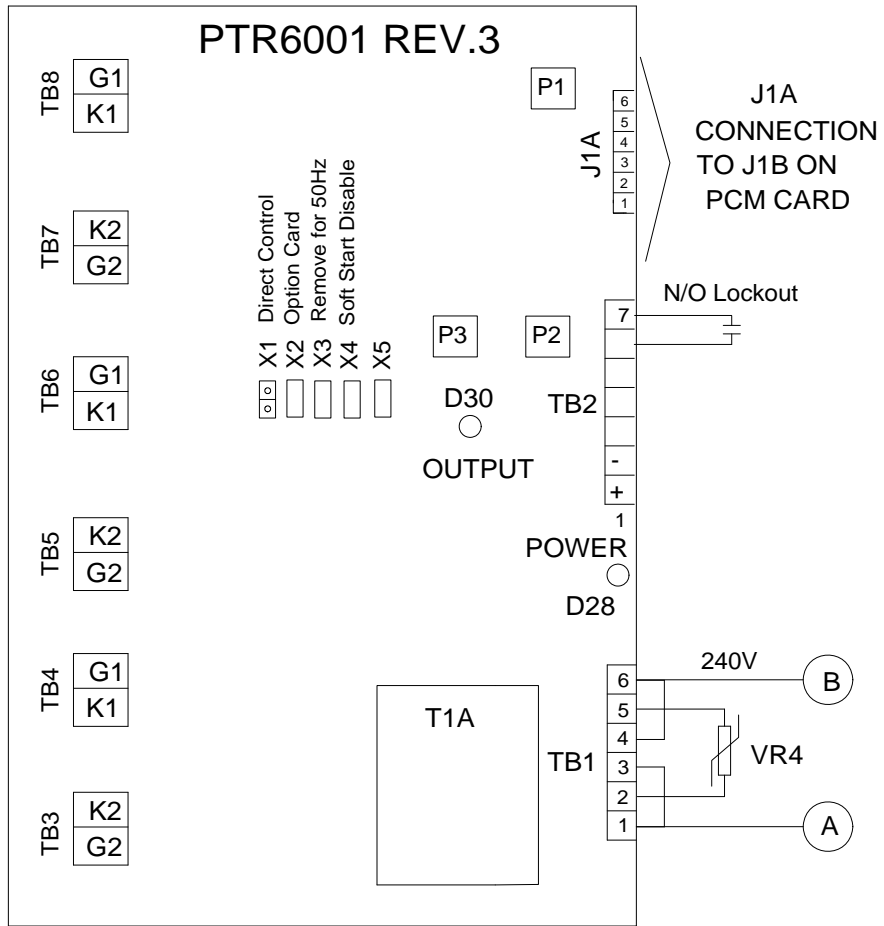 PTR6001 REV.3
TB8
G1
K1
TB7
K2
G2
TB6
G1
K1
TB5
K2
G2
TB4
G1
K1
TB3
K2
G2
X1 Direct Control
X2 Option Card
X3 Remove for 50Hz
X4 Soft Start Disable
X5
P1
P3
P2
D30
OUTPUT
J1A
6
5
4
3
2
1
J1A
CONNECTION
TO J1B ON
PCM CARD
N/O Lockout
TB2
7
-
+
1
POWER
D28
T1A
TB1
6
5
4
3
2
1
240V
B
VR4
A